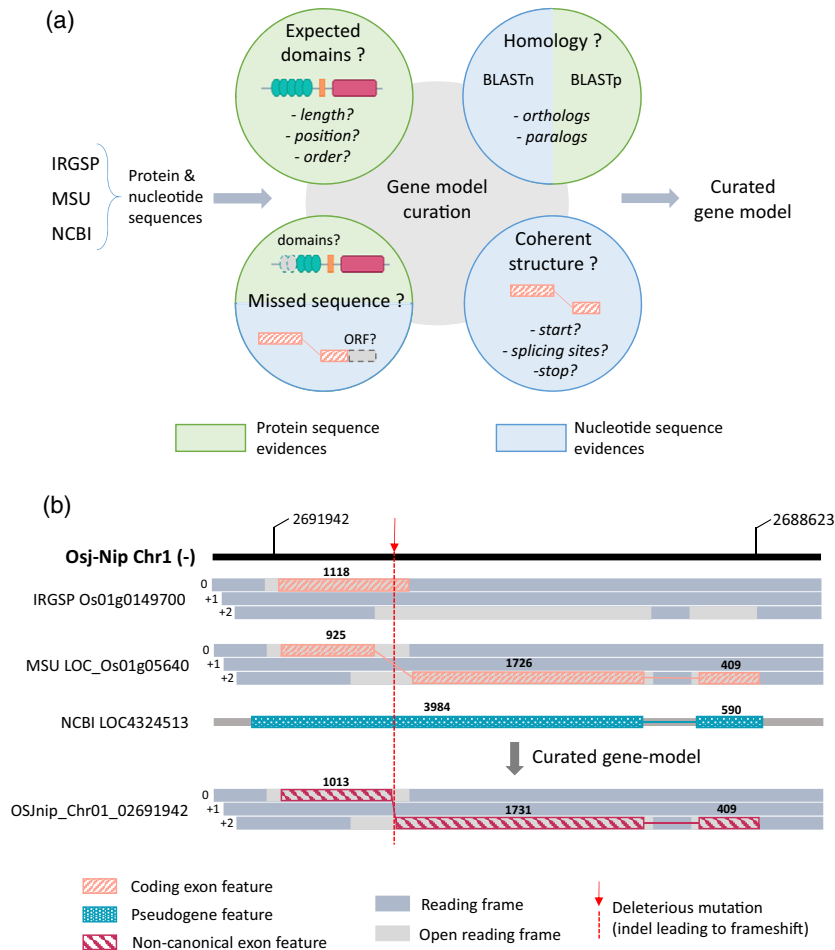 (a)
Expected
domains ?
- length?
- position?
- order?
Homology ?
BLASTn
BLASTp
- orthologs
- paralogs
IRGSP
MSU
NCBI
Protein &
nucleotide
sequences
Gene model
curation
Curated
gene model
domains?
Missed sequence ?
ORF?
Coherent
structure ?
- start?
- splicing sites?
-stop?
Protein sequence
evidences
Nucleotide sequence
evidences
(b)
2691942
2688623
Osj-Nip Chr1 (-)
1118
0
IRGSP Os01g0149700
+1
+2
925
0
MSU LOC_Os01g05640
+1
1726
409
+2
NCBI LOC4324513
3984
590
Curated gene-model
1013
0
OSJnip_Chr01_02691942
+1
1731
409
+2
Coding exon feature
Pseudogene feature
Non-canonical exon feature
Reading frame
Open reading frame
Deleterious mutation
(indel leading to frameshift)